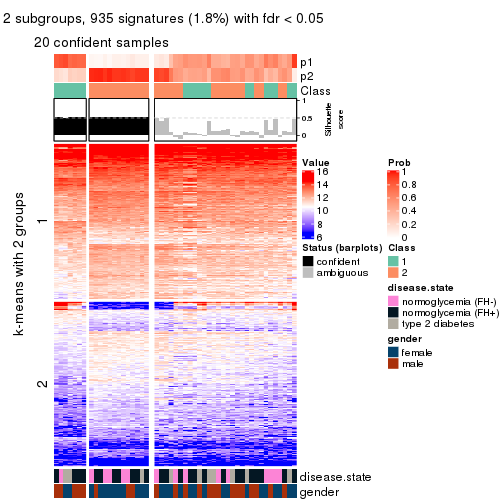 2 subgroups, 935 signatures (1.8%) with fdr < 0.05
20 confident samples
p1
p2
Class
1
0.5
0
Silhouette
score
k-means with 2 groups
1
2
Value
16
14
12
10
8
6
Prob
1
0.8
0.6
0.4
0.2
0
Status (barplots)
confident
ambiguous
Class
1
2
disease.state
normoglycemia (FH-)
normoglycemia (FH+)
type 2 diabetes
gender
female
male
disease.state
gender